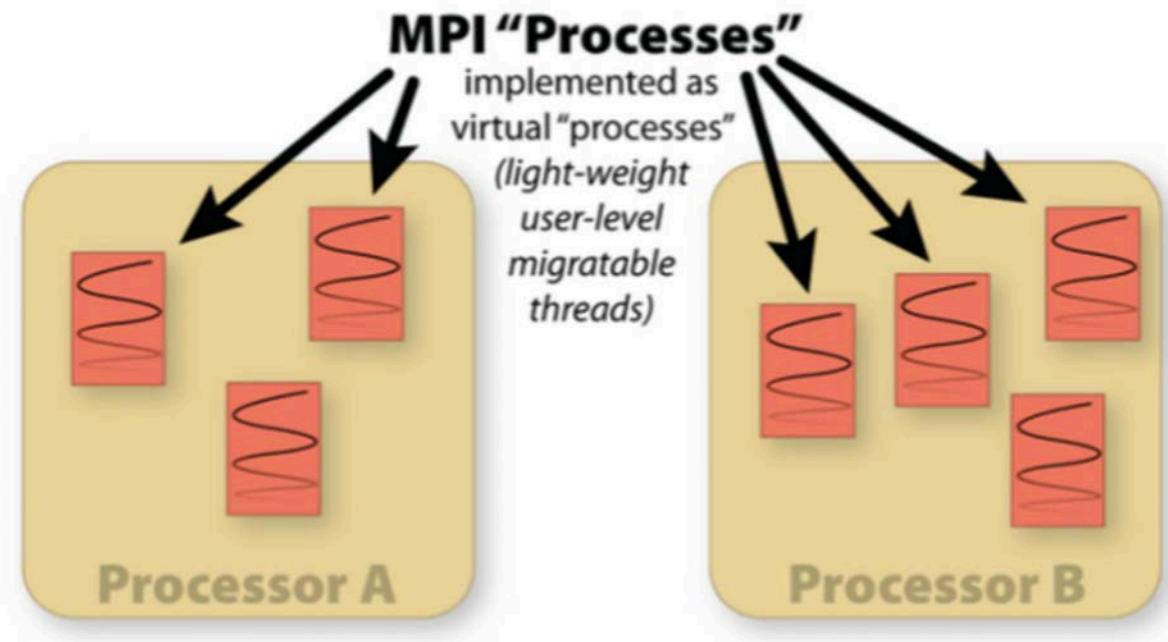 MPI “Processes”
implemented as
virtual “processes”
(light-weight
user-level
migratable
threads)
Processor A
Processor B